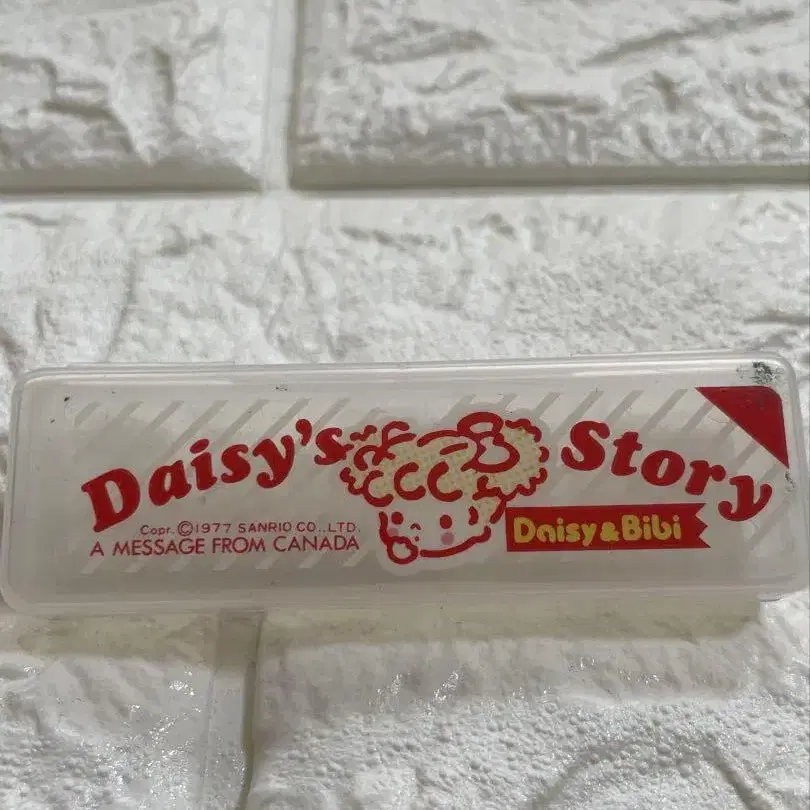 Daisy's Story
Copr. ©1977 SANRIO CO., LTD.
A MESSAGE FROM CANADA
Daisy & Bibi